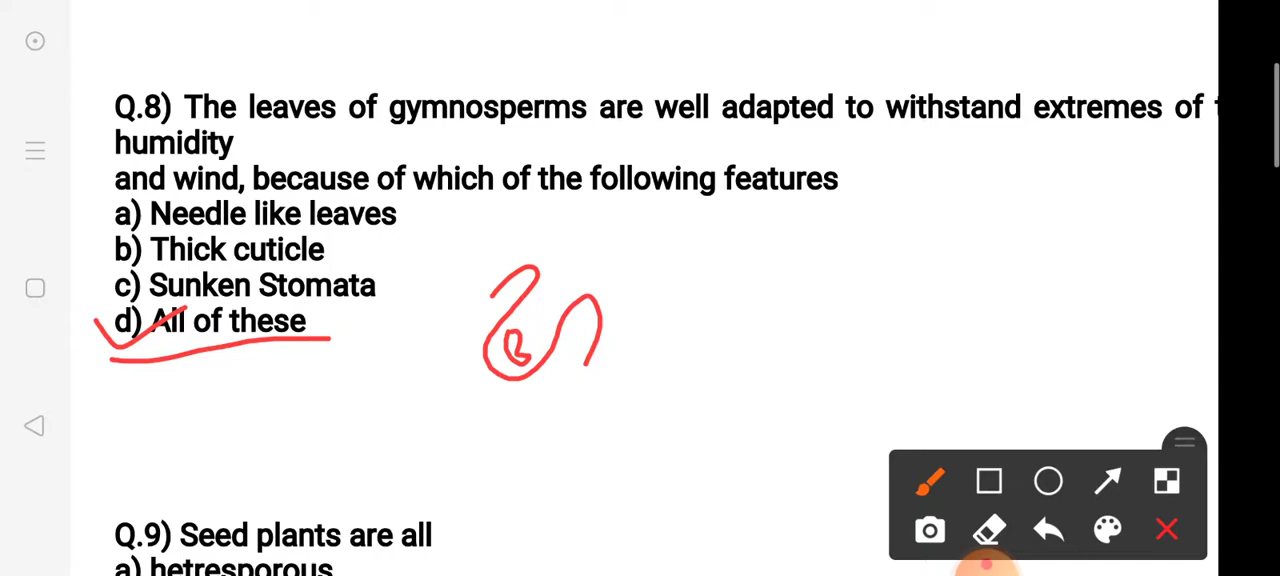 Q.8) The leaves of gymnosperms are well adapted to withstand extremes of
humidity
and wind, because of which of the following features
a) Needle like leaves
b) Thick cuticle
c) Sunken Stomata
d) All of these
Q.9) Seed plants are all
a) hetresporous